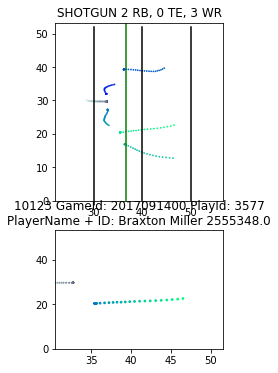 SHOTGUN 2 RB, 0 TE, 3 WR
50
40
30
20
10
0
30 40 50
10123 GameId: 2017091400 PlayId: 3577
PlayerName + ID: Braxton Miller 2555348.0
40
20
0
35 40 45 50